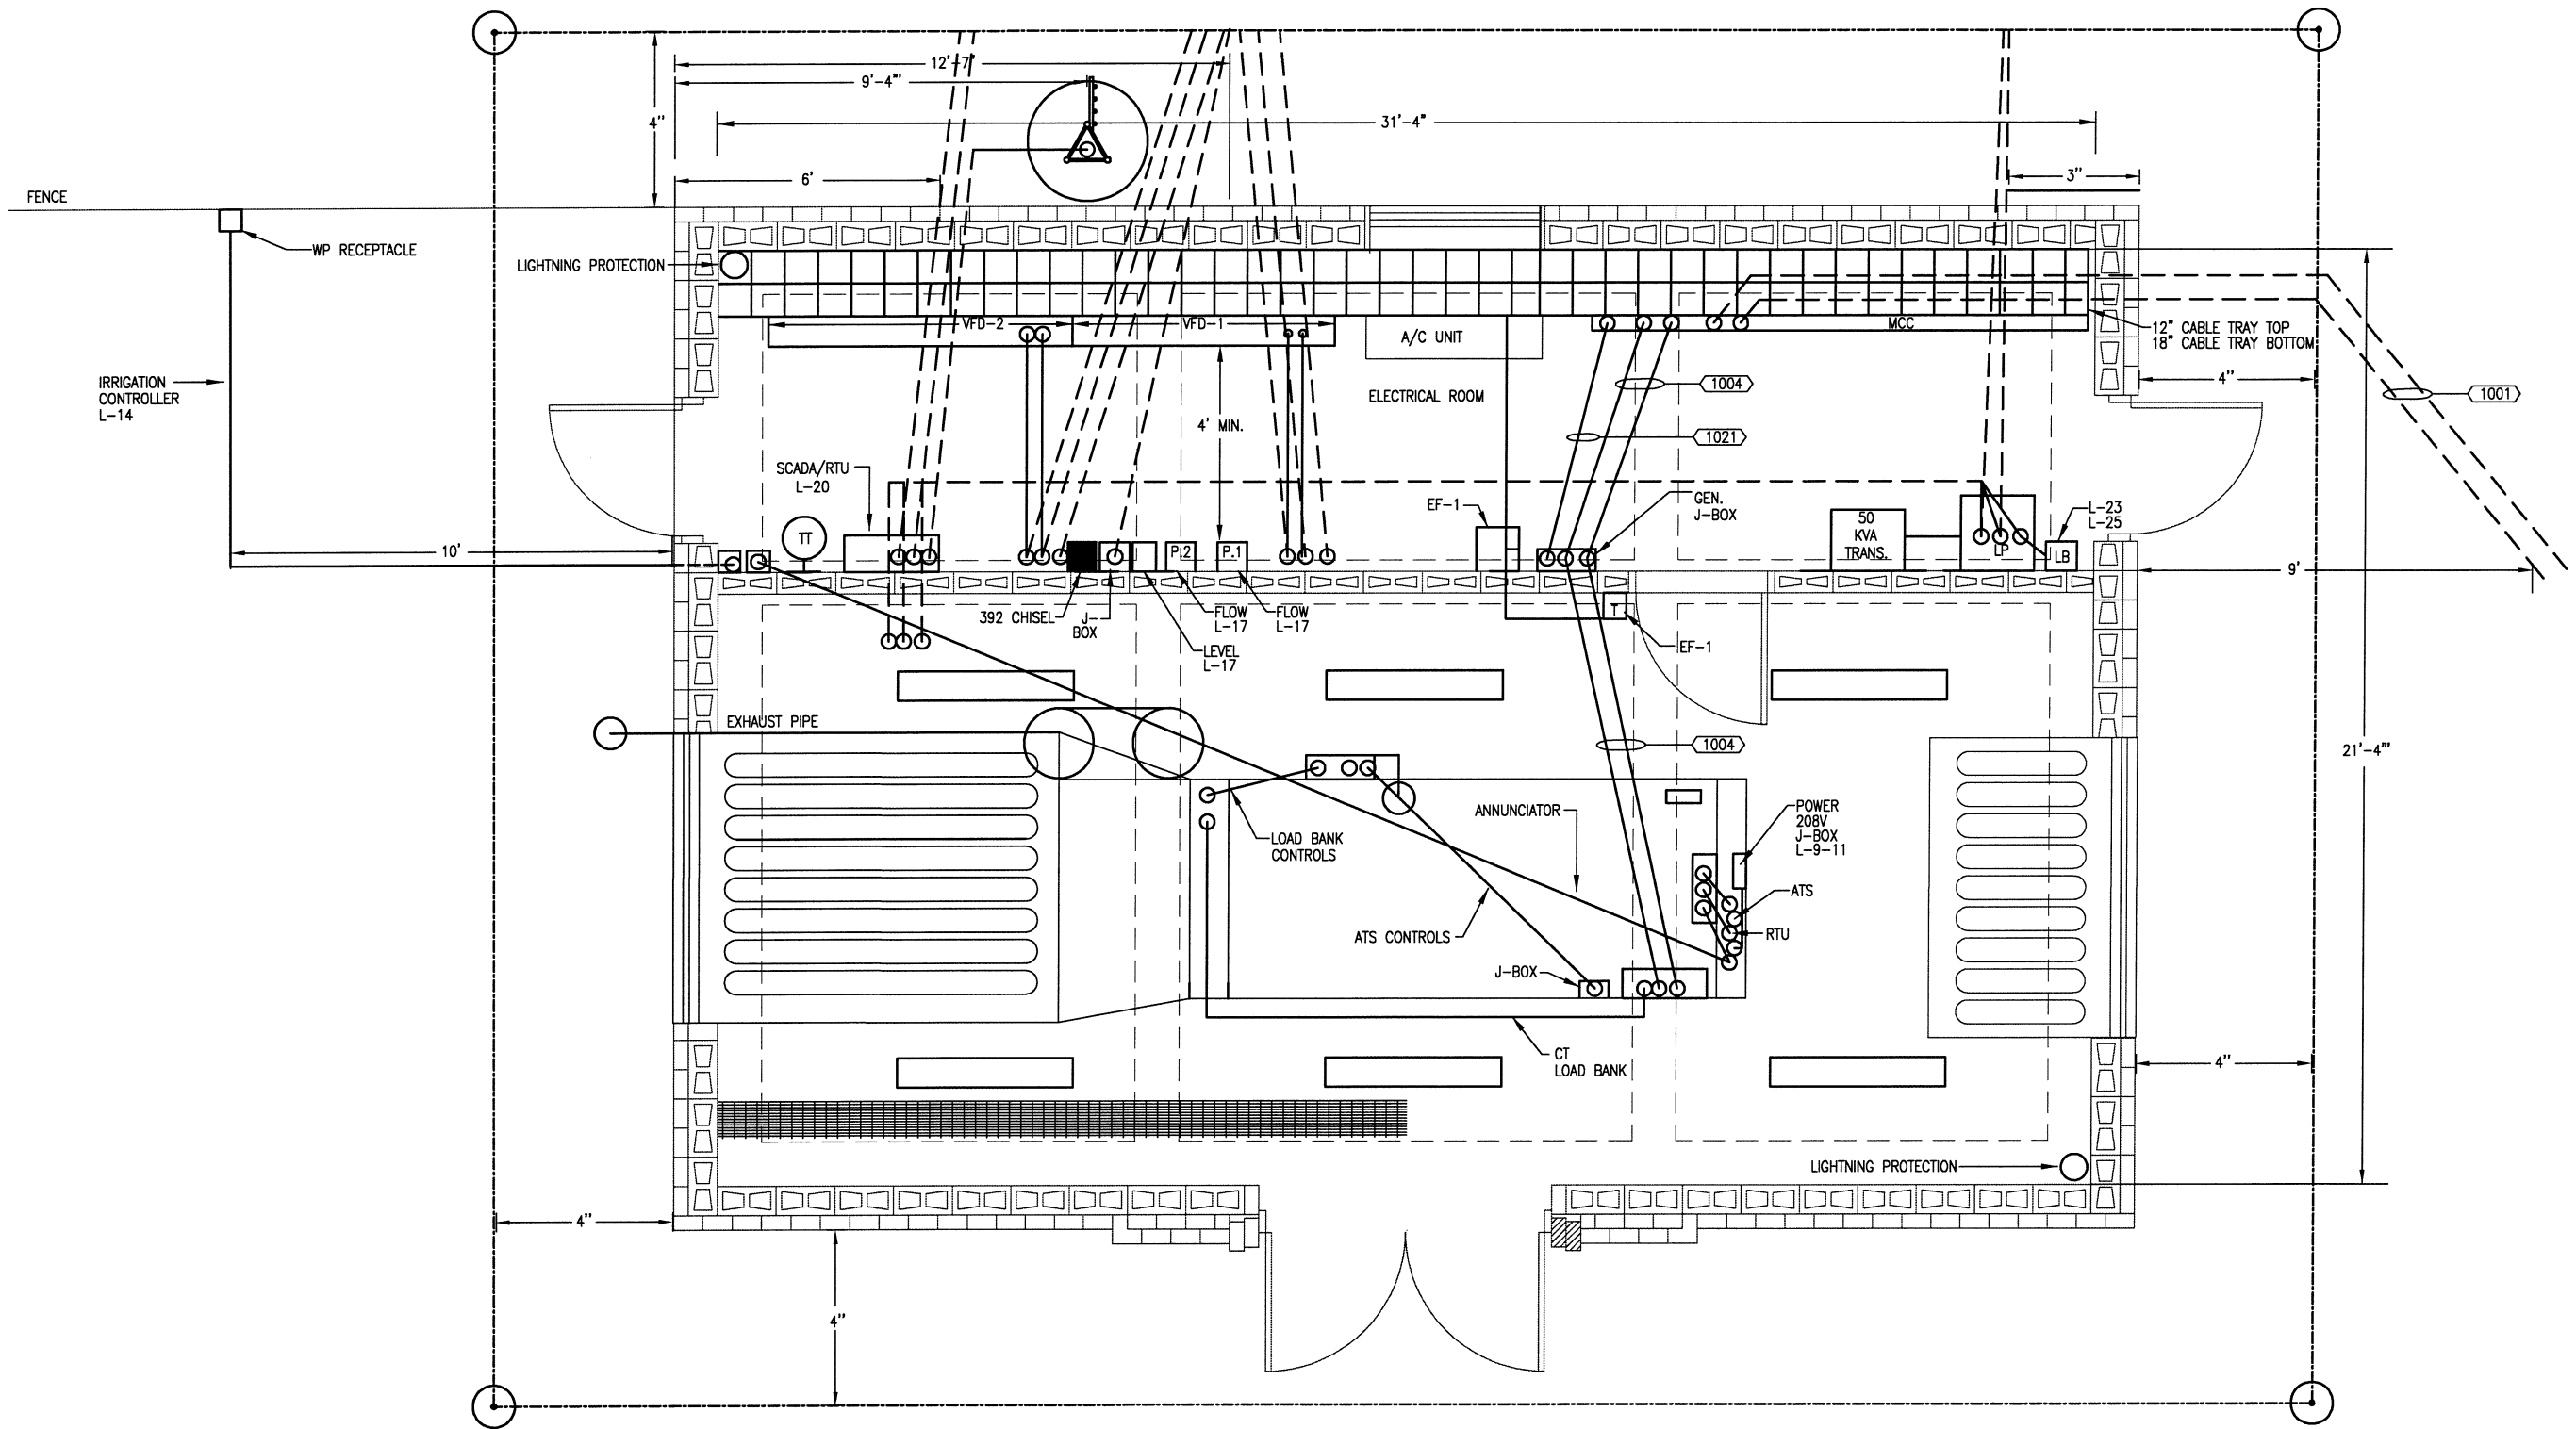 12'-7"
9'-4"'
4"
31'-4"
6'
3"
FENCE
WP RECEPTACLE
LIGHTNING PROTECTION
VFD-2
VFD-1
A/C UNIT
MCC
12" CABLE TRAY TOP
18" CABLE TRAY BOTTOM
IRRIGATION
CONTROLLER
L-14
ELECTRICAL ROOM
1004
4"
1001
4' MIN.
1021
SCADA/RTU
L-20
EF-1
GEN.
J-BOX
50
KVA
TRANS.
L-23
L-25
TT
P.2
P.1
LP
LB
10'
9'
392 CHISEL
J-
BOX
FLOW
L-17
FLOW
L-17
T
LEVEL
L-17
EF-1
EXHAUST PIPE
1004
21'-4"'
LOAD BANK
CONTROLS
ANNUNCIATOR
POWER
208V
J-BOX
L-9-11
ATS
ATS CONTROLS
RTU
J-BOX
CT
LOAD BANK
4"
LIGHTNING PROTECTION
4"
4"